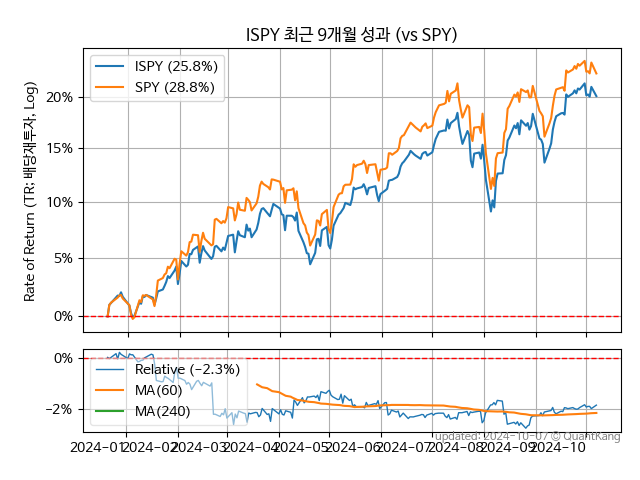 ISPY 최근 9개월 성과 (vs SPY)
Rate of Return (TR: 배당재투자, Log)
ISPY (25.8%)
SPY (28.8%)
20%
15%
10%
5%
0%
0%
−2%
Relative (−2.3%)
MA(60)
MA(240)
2024−01 2024−02 2024−03 2024−04 2024−05 2024−06 2024−07 2024−08 2024−09 2024−10
updated: 2024-10-07 © QuantKang